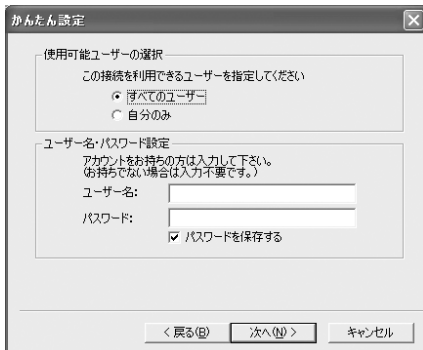 かんたん設定
使用可能ユーザーの選択
この接続を利用できるユーザーを指定してください
すべてのユーザー
自分のみ
ユーザー名・パスワード設定
アカウントをお持ちの方は入力して下さい。
(お持ちでない場合は入力不要です。)
ユーザー名:
パスワード:
パスワードを保存する
< 戻る(B)
次へ(N) >
キャンセル